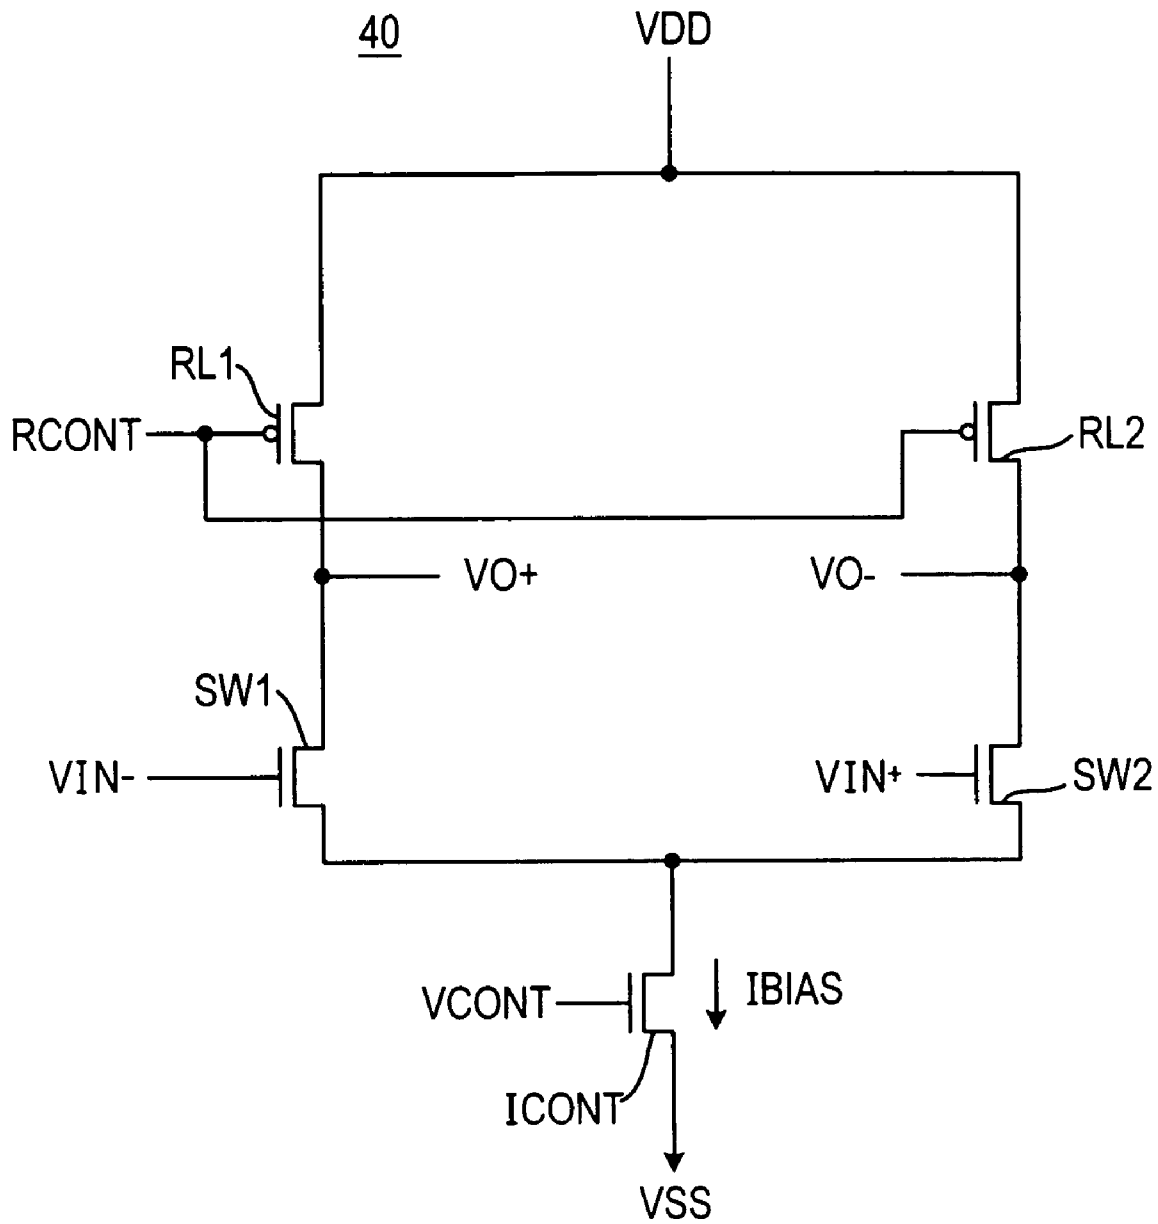 40
VDD
RL1
RCONT
RL2
VO+
VO-
SW1
VIN-
VIN+
SW2
VCONT
IBIAS
ICONT
VSS